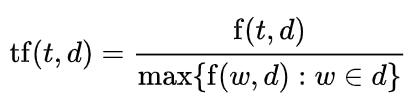 tf(t, d) = f(t, d) / max{f(w, d) : w ∈ d}